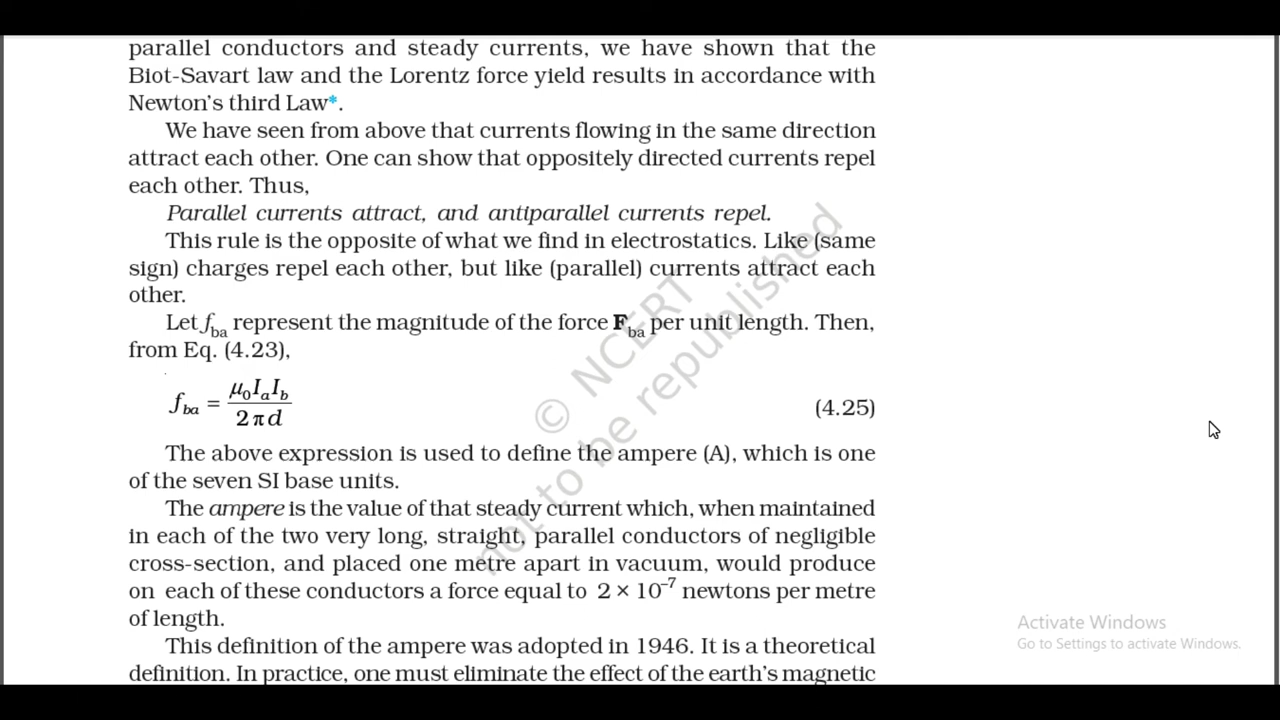 parallel conductors and steady currents, we have shown that the
Biot-Savart law and the Lorentz force yield results in accordance with
Newton's third Law*.
We have seen from above that currents flowing in the same direction
attract each other. One can show that oppositely directed currents repel
each other. Thus,
Parallel currents attract, and antiparallel currents repel.
This rule is the opposite of what we find in electrostatics. Like (same
sign) charges repel each other, but like (parallel) currents attract each
other.
Let f_ba represent the magnitude of the force F_ba per unit length. Then,
from Eq. (4.23),
f_ba = μ₀I_aI_b / 2πd (4.25)
The above expression is used to define the ampere (A), which is one
of the seven SI base units.
The ampere is the value of that steady current which, when maintained
in each of the two very long, straight, parallel conductors of negligible
cross-section, and placed one metre apart in vacuum, would produce
on each of these conductors a force equal to 2 × 10⁻⁷ newtons per metre
of length.
This definition of the ampere was adopted in 1946. It is a theoretical
definition. In practice, one must eliminate the effect of the earth's magnetic
© NCERT
not to be republished
Activate Windows
Go to Settings to activate Windows.